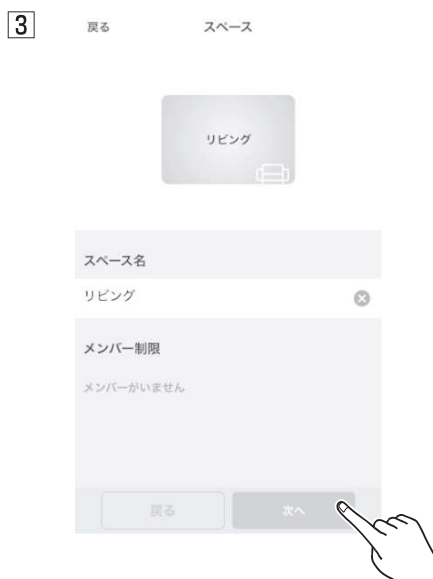 3
戻る スペース
リビング
スペース名
リビング
メンバー制限
メンバーがいません
戻る 次へ